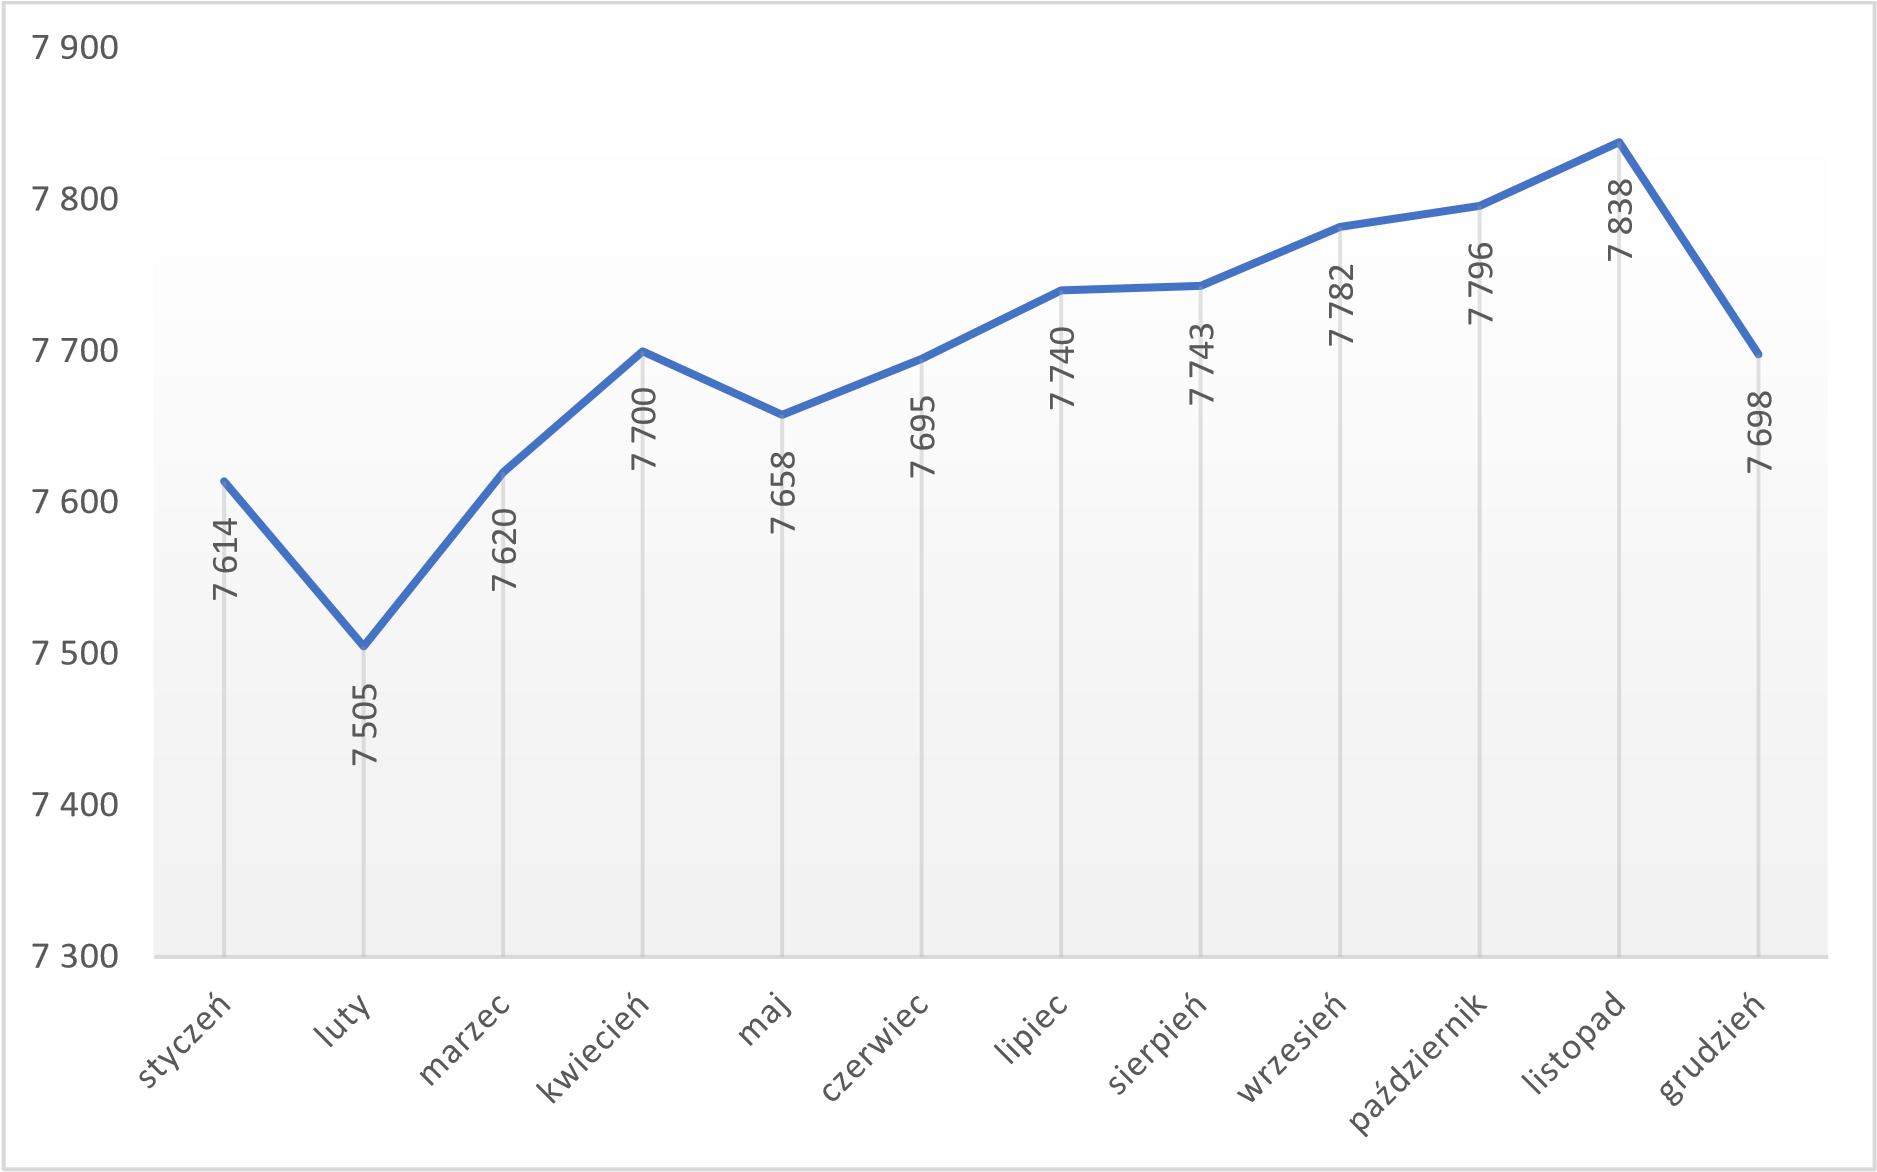 7 900
7 800
7 700
7 600
7 500
7 400
7 300
7 614
7 505
7 620
7 700
7 658
7 695
7 740
7 743
7 782
7 796
7 838
7 698
styczeń
luty
marzec
kwiecień
maj
czerwiec
lipiec
sierpień
wrzesień
październik
listopad
grudzień